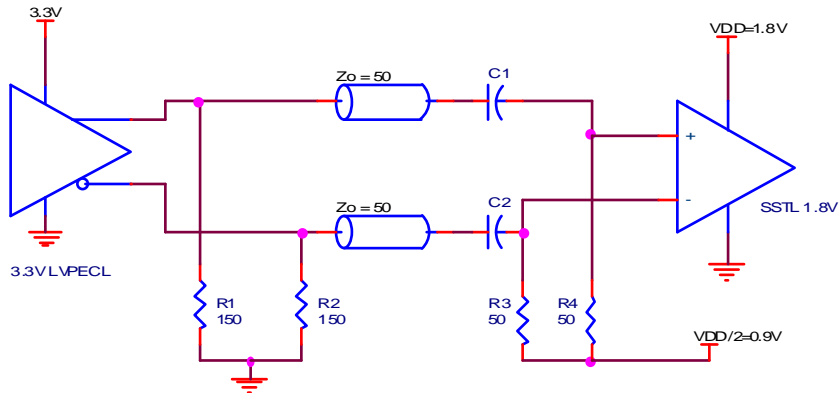 3.3V
VDD=1.8V
Zo = 50
C1
+
-
SSTL 1.8V
Zo = 50
C2
3.3V LVPECL
R1
150
R2
150
R3
50
R4
50
VDD/2=0.9V